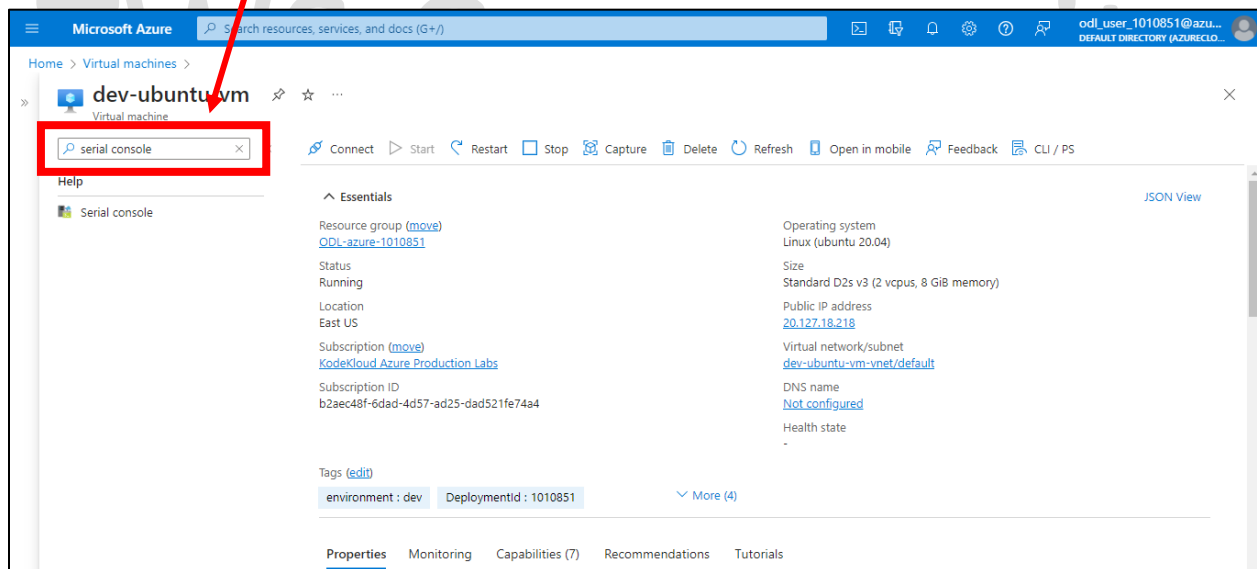 Microsoft Azure
Search resources, services, and docs (G+/)
odl_user_1010851@azu...
DEFAULT DIRECTORY (AZURECLO...
Home > Virtual machines >
dev-ubuntu-vm
Virtual machine
serial console
Connect Start Restart Stop Capture Delete Refresh Open in mobile Feedback CLI / PS
Help
Serial console
Essentials
JSON View
Resource group (move)
ODL-azure-1010851
Status
Running
Location
East US
Subscription (move)
KodeKloud Azure Production Labs
Subscription ID
b2aec48f-6dad-4d57-ad25-dad521fe74a4
Operating system
Linux (ubuntu 20.04)
Size
Standard D2s v3 (2 vcpus, 8 GiB memory)
Public IP address
20.127.18.218
Virtual network/subnet
dev-ubuntu-vm-vnet/default
DNS name
Not configured
Health state
-
Tags (edit)
environment : dev DeploymentId : 1010851 More (4)
Properties Monitoring Capabilities (7) Recommendations Tutorials